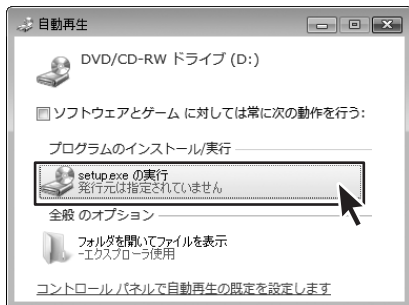 自動再生
DVD/CD-RW ドライブ (D:)
ソフトウェアとゲーム に対しては常に次の動作を行う:
プログラムのインストール/実行
setup.exe の実行
発行元は指定されていません
全般 のオプション
フォルダを開いてファイルを表示
-エクスプローラ使用
コントロール パネルで自動再生の既定を設定します